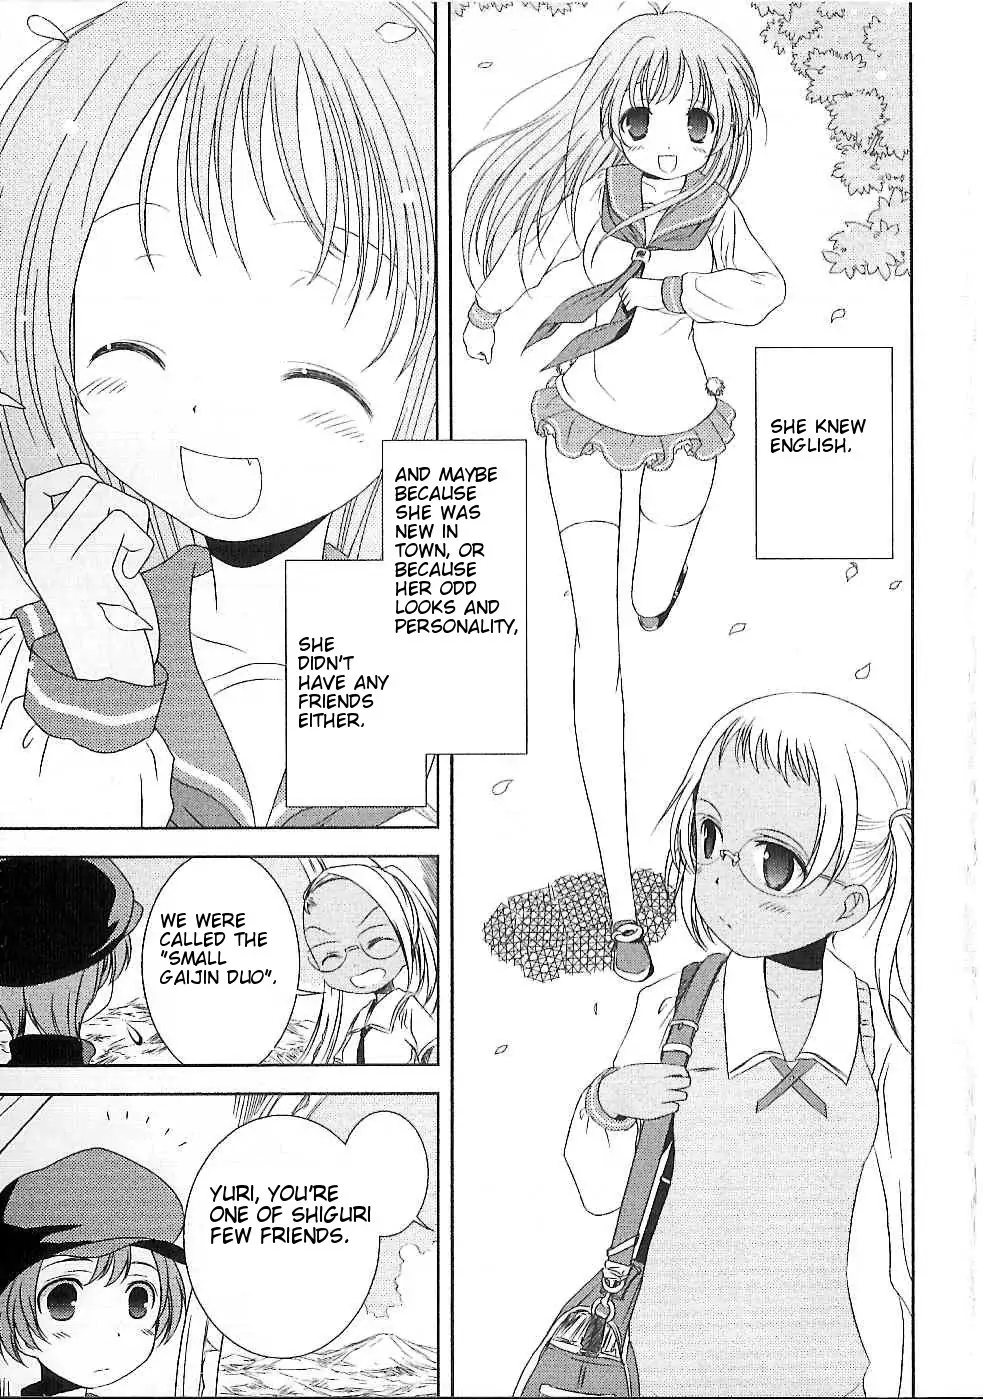 SHE KNEW
ENGLISH.
AND MAYBE
BECAUSE
SHE WAS
NEW IN
TOWN, OR
BECAUSE
HER ODD
LOOKS AND
PERSONALITY,
SHE
DIDN'T
HAVE ANY
FRIENDS
EITHER.
WE WERE
CALLED THE
"SMALL
GAIJIN DUO".
YURI, YOU'RE
ONE OF SHIGURI
FEW FRIENDS.